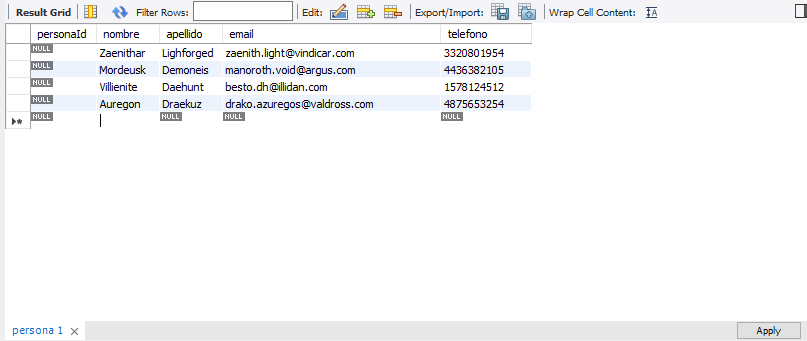 Result Grid Filter Rows: Edit: Export/Import: Wrap Cell Content: IA
personaId nombre apellido email telefono
NULL Zaenithar Lighforged zaenith.light@vindicar.com 3320801954
NULL Mordeusk Demoneis manoroth.void@argus.com 4436382105
NULL Villienite Daehunt besto.dh@illidan.com 1578124512
NULL Auregon Draekuz drako.azuregos@valdross.com 4875653254
NULL NULL NULL NULL
persona 1 Apply